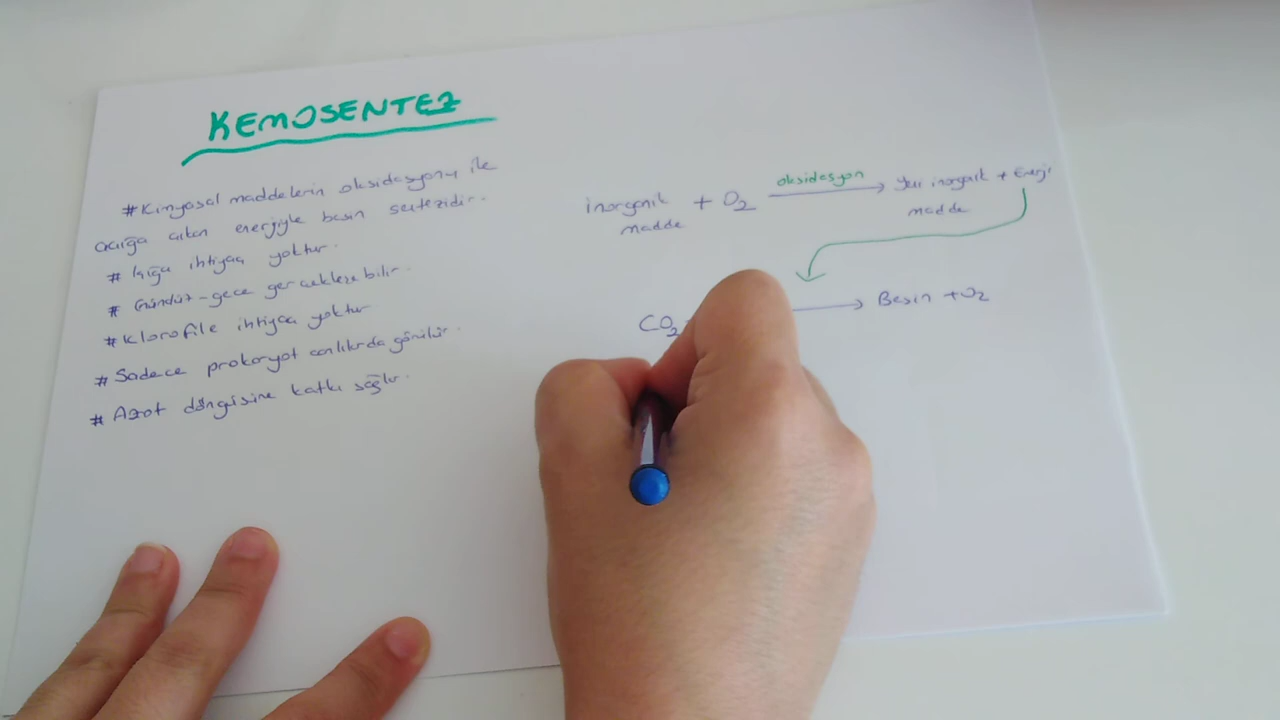 KEMOSENTEZ
# Kimyasal maddelerin oksidasyonu ile
açığa çıkan enerjiyle besin sentezidir.
# Işığa ihtiyaç yoktur.
# Gündüz-gece gerçekleşebilir.
# Klorofile ihtiyaç yoktur
# Sadece prokaryot canlılarda görülür.
# Azot döngüsüne katkı sağlar.
inorganik + O2 oksidasyon Yeni inorganik + Enerji
madde madde
CO2 Besin + O2